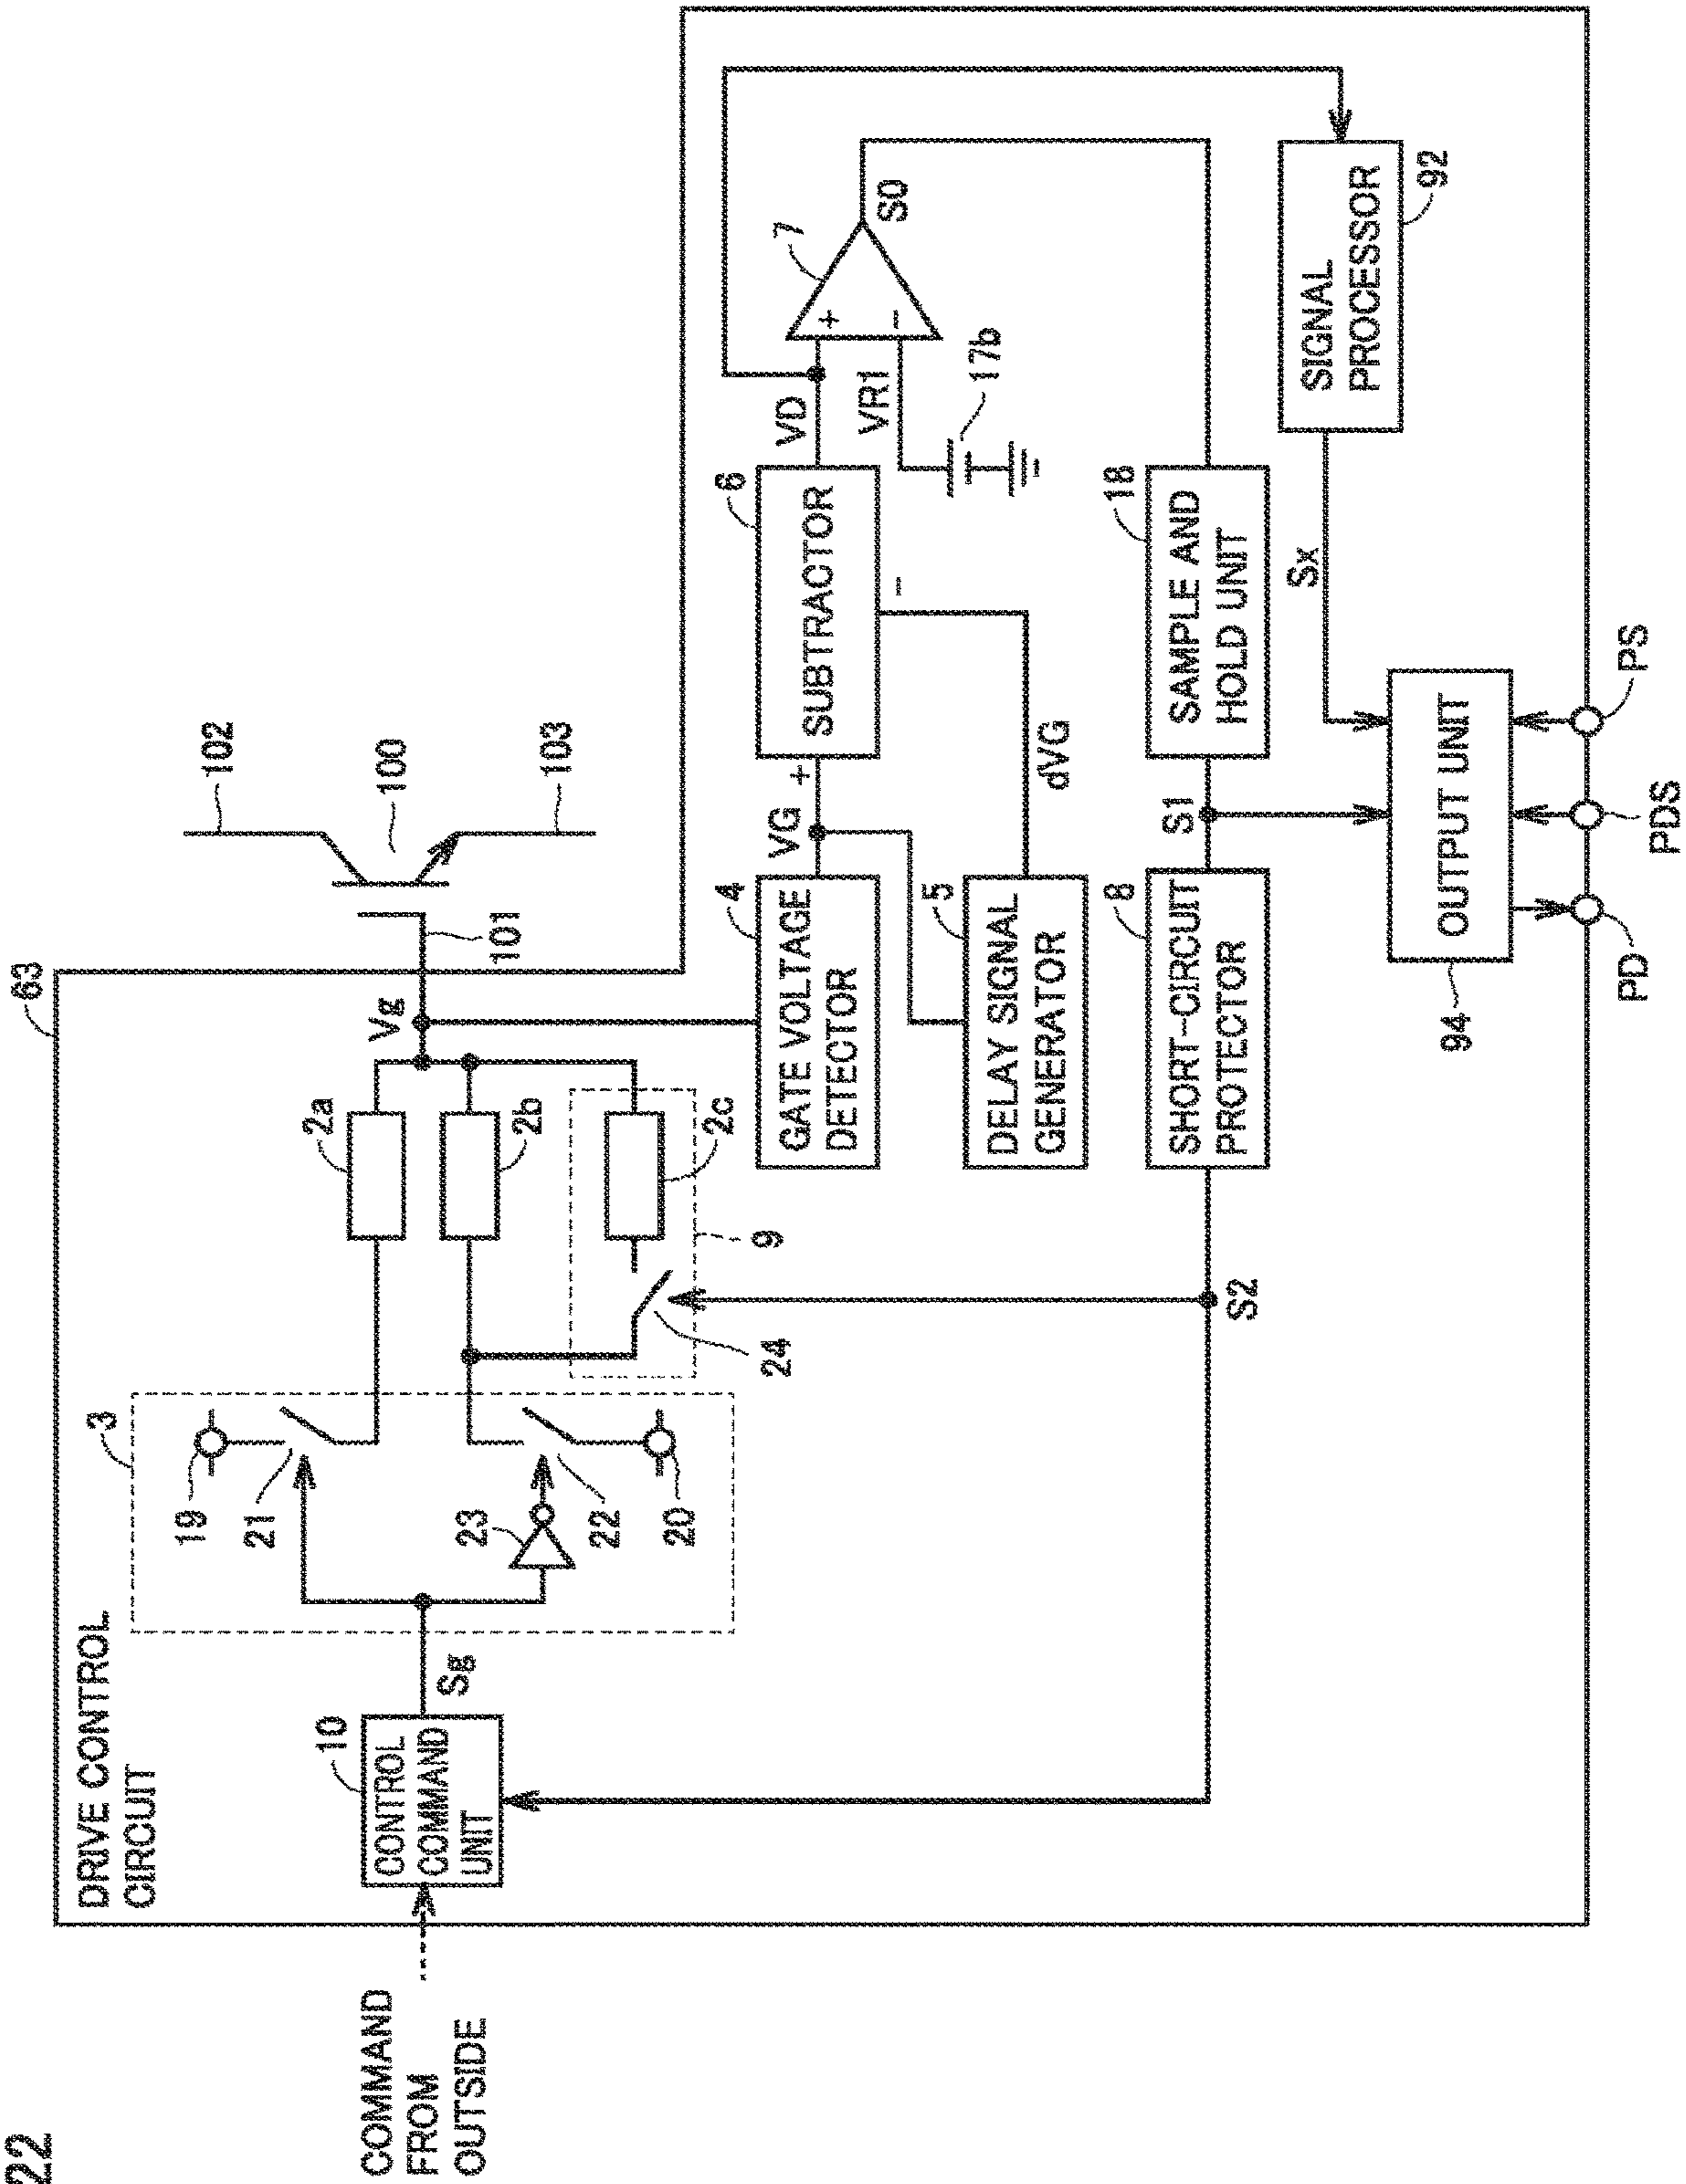 22
DRIVE CONTROL
CIRCUIT
63
COMMAND
FROM
OUTSIDE
10
CONTROL
COMMAND
UNIT
Sg
3
19
21
23
22
20
2a
2b
2c
24
9
Vg
101
100
102
103
4
GATE VOLTAGE
DETECTOR
VG
+
5
DELAY SIGNAL
GENERATOR
dVG
6
SUBTRACTOR
-
VD
VR1
17b
7
+
-
S0
8
SHORT-CIRCUIT
PROTECTOR
S2
S1
18
SAMPLE AND
HOLD UNIT
Sx
SIGNAL
PROCESSOR
92
OUTPUT UNIT
94
PD
PDS
PS